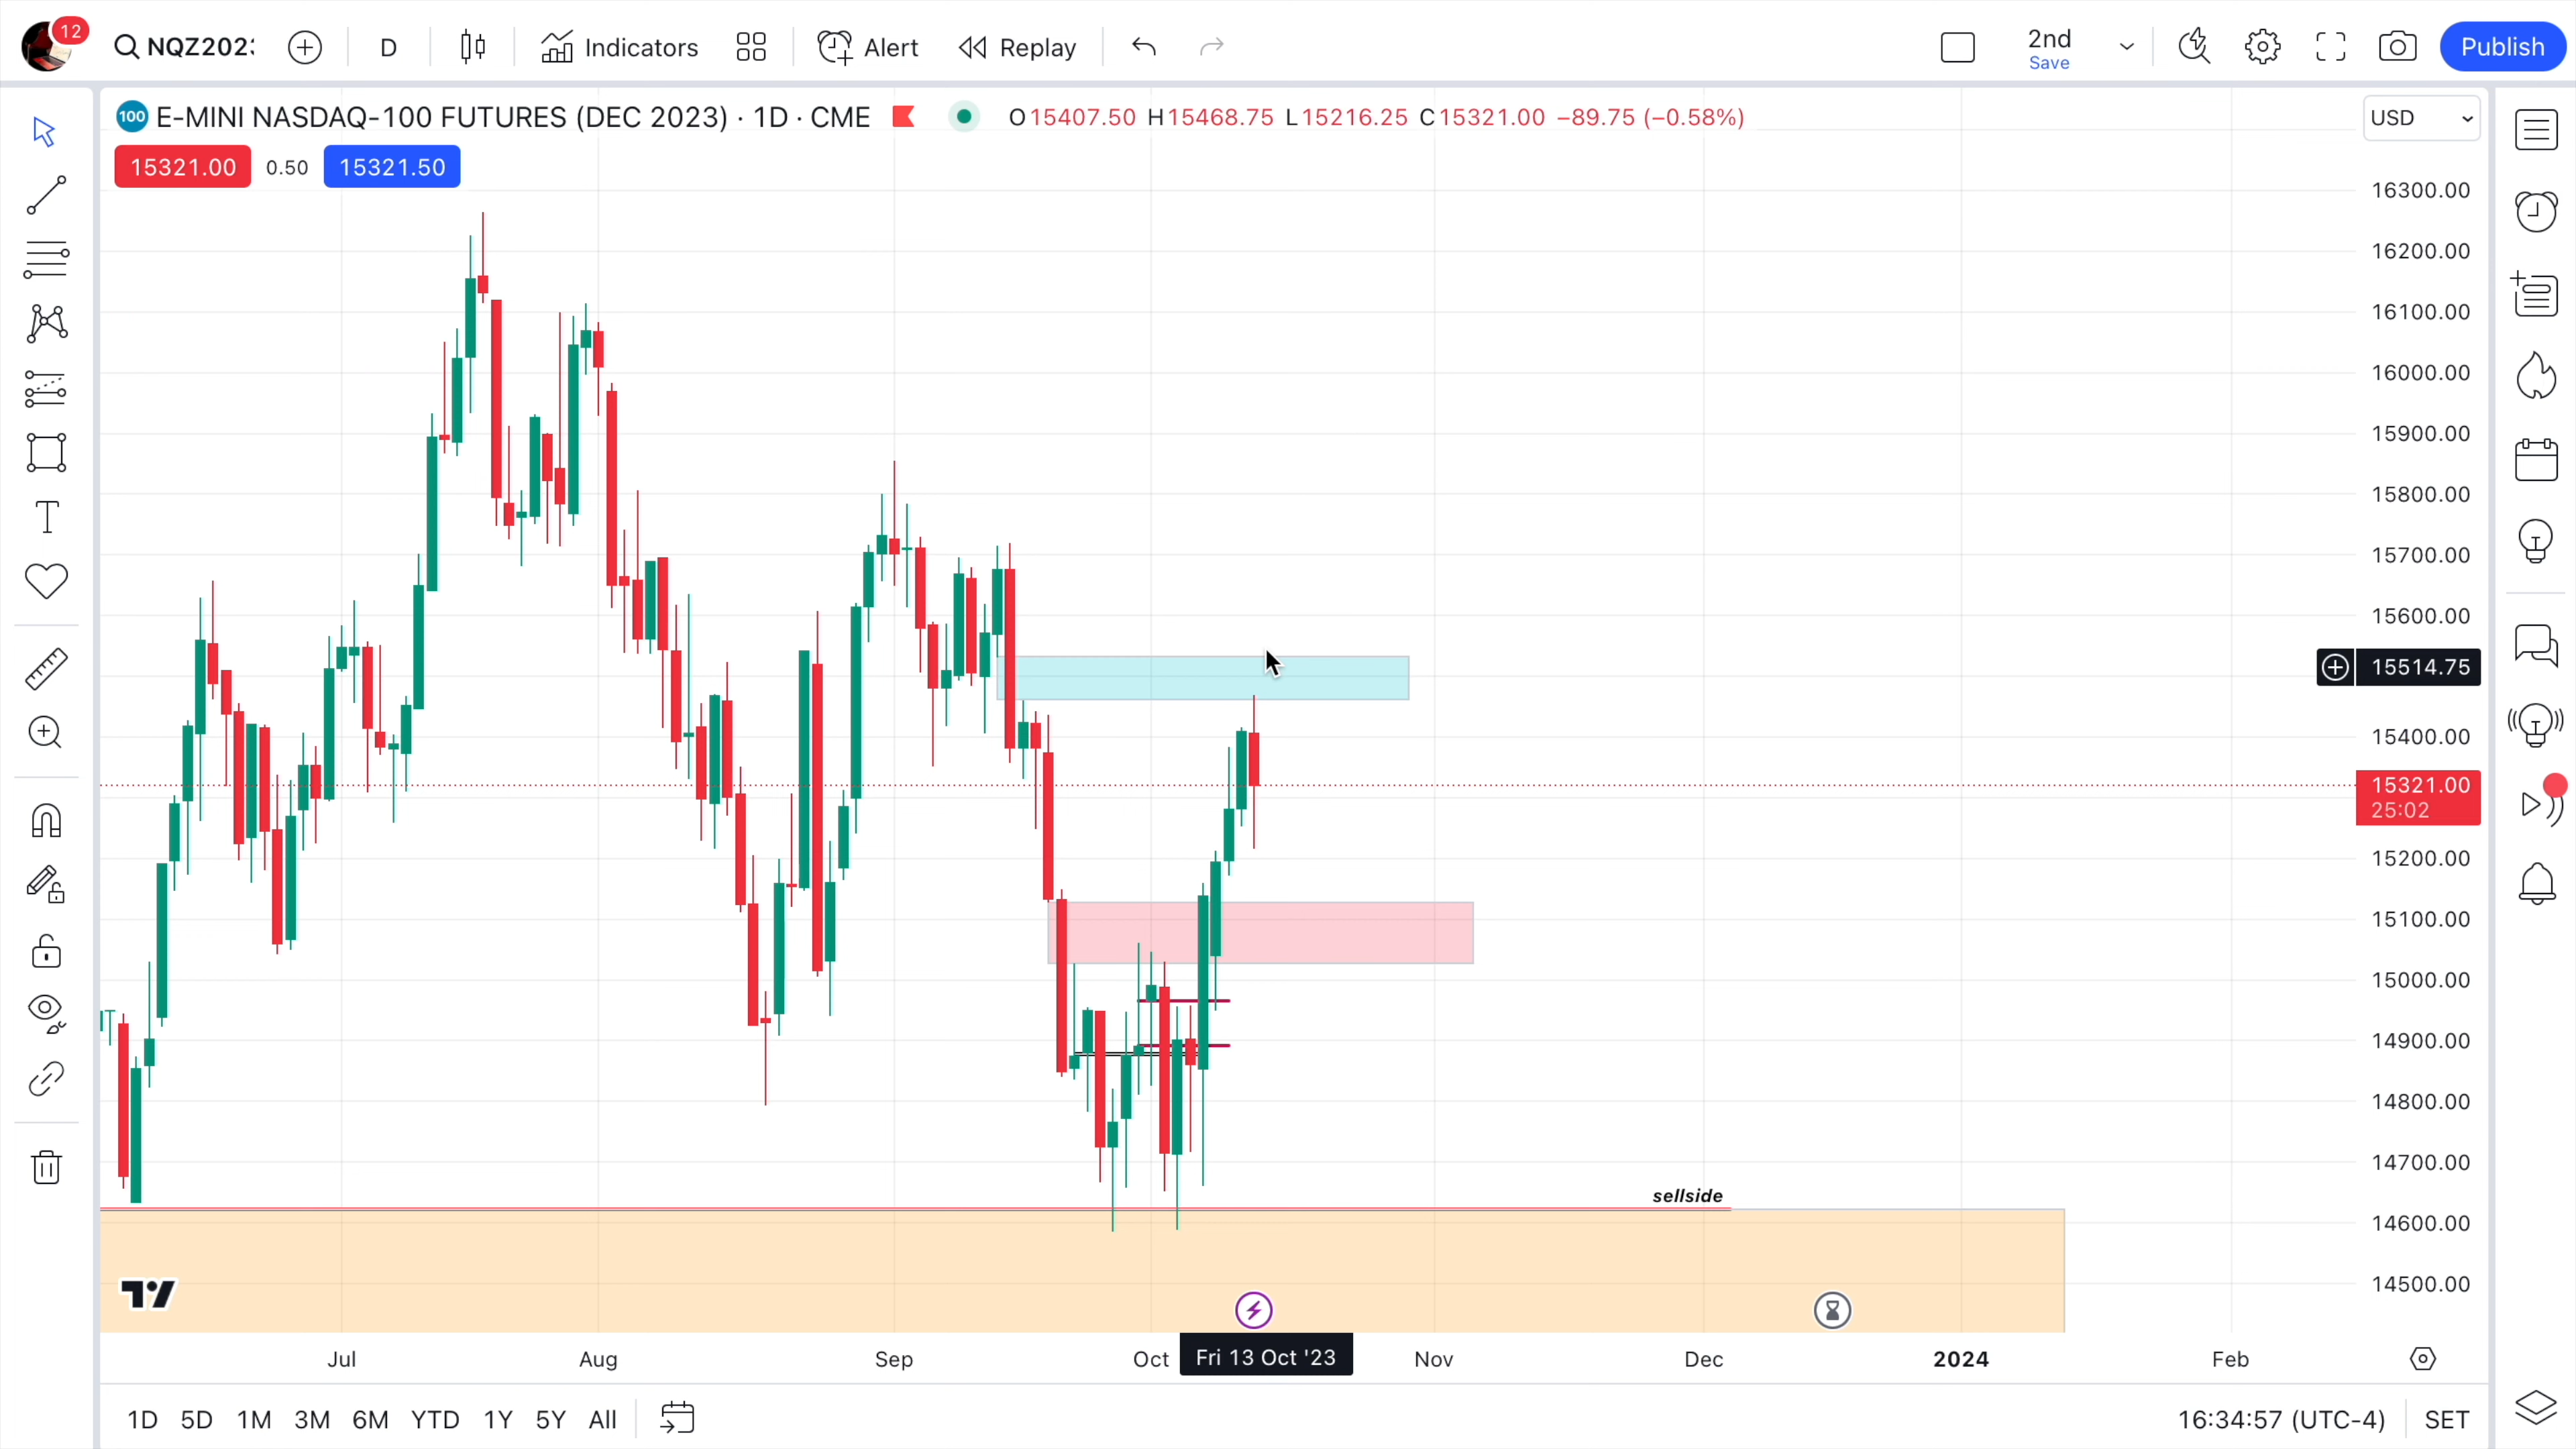 12
NQZ202
D
Indicators
Alert
Replay
2nd
Save
Publish
100 E-MINI NASDAQ-100 FUTURES (DEC 2023) · 1D · CME O15407.50 H15468.75 L15216.25 C15321.00 −89.75 (−0.58%)
USD
15321.00 0.50 15321.50
16300.00
16200.00
16100.00
16000.00
15900.00
15800.00
15700.00
15600.00
15514.75
15400.00
15321.00
25:02
15200.00
15100.00
15000.00
14900.00
14800.00
14700.00
sellside
14600.00
14500.00
Jul Aug Sep Oct Fri 13 Oct '23 Nov Dec 2024 Feb
1D 5D 1M 3M 6M YTD 1Y 5Y All
16:34:57 (UTC-4) SET